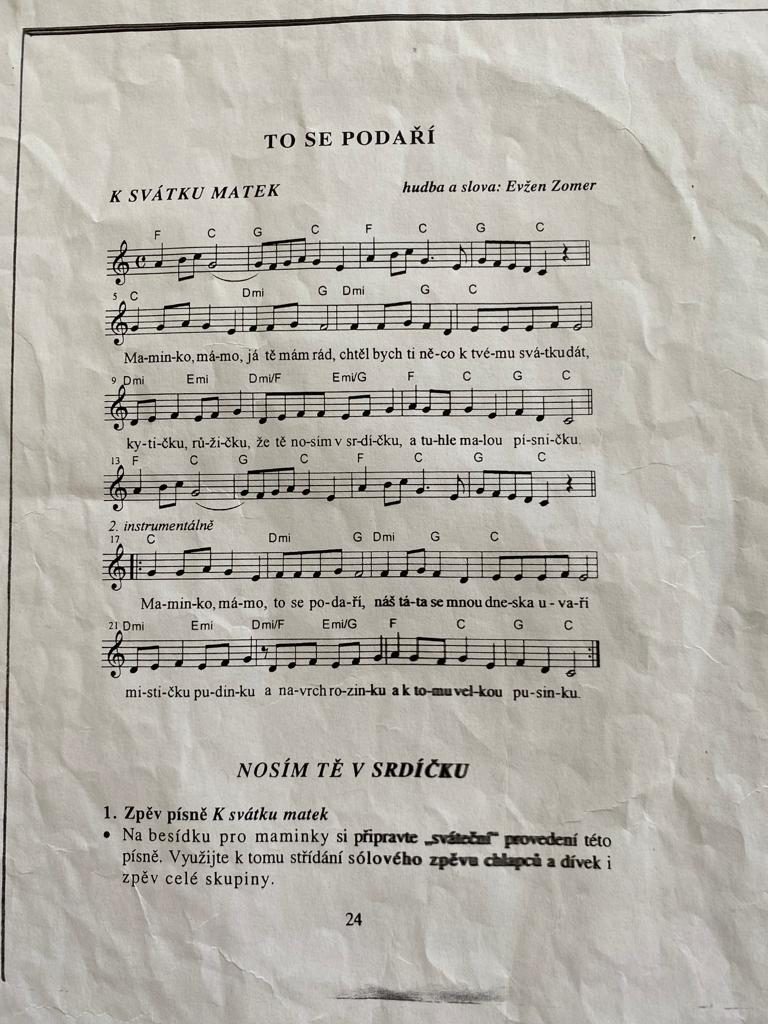 TO SE PODAŘÍ
K SVÁTKU MATEK
hudba a slova: Evžen Zomer
F C G C F C G C
5 C Dmi G Dmi G C
Ma-min-ko, má-mo, já tě mám rád, chtěl bych ti ně-co k tvé-mu svá-tku dát,
9 Dmi Emi Dmi/F Emi/G F C G C
ky-ti-čku, rů-ži-čku, že tě no-sím v sr-dí-čku, a tu-hle ma-lou pí-sni-čku.
13 F C G C F C G C
2. instrumentálně
17 C Dmi G Dmi G C
Ma-min-ko, má-mo, to se po-da-ří, náš tá-ta se mnou dne-ska u - va-ří
21 Dmi Emi Dmi/F Emi/G F C G C
mi-sti-čku pu-din-ku a na-vrch ro-zin-ku a k to-mu vel-kou pu-sin-ku.
NOSÍM TĚ V SRDÍČKU
1. Zpěv písně K svátku matek
• Na besídku pro maminky si připravte „sváteční" provedení této
písně. Využijte k tomu střídání sólového zpěvu chlapců a dívek i
zpěv celé skupiny.
24